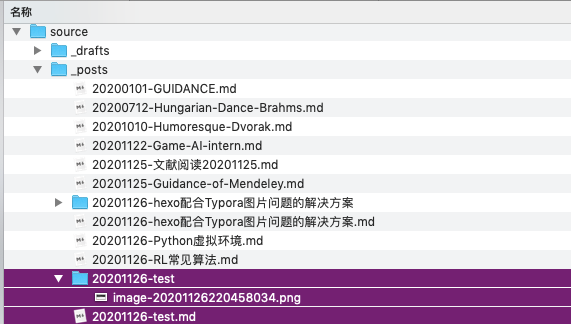 名称
source
_drafts
_posts
20200101-GUIDANCE.md
20200712-Hungarian-Dance-Brahms.md
20201010-Humoresque-Dvorak.md
20201122-Game-AI-intern.md
20201125-文献阅读20201125.md
20201125-Guidance-of-Mendeley.md
20201126-hexo配合Typora图片问题的解决方案
20201126-hexo配合Typora图片问题的解决方案.md
20201126-Python虚拟环境.md
20201126-RL常见算法.md
20201126-test
image-20201126220458034.png
20201126-test.md